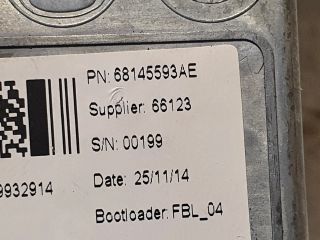 PN: 68145593AE
Supplier: 66123
S/N: 00199
9932914
Date: 25/11/14
Bootloader: FBL_04